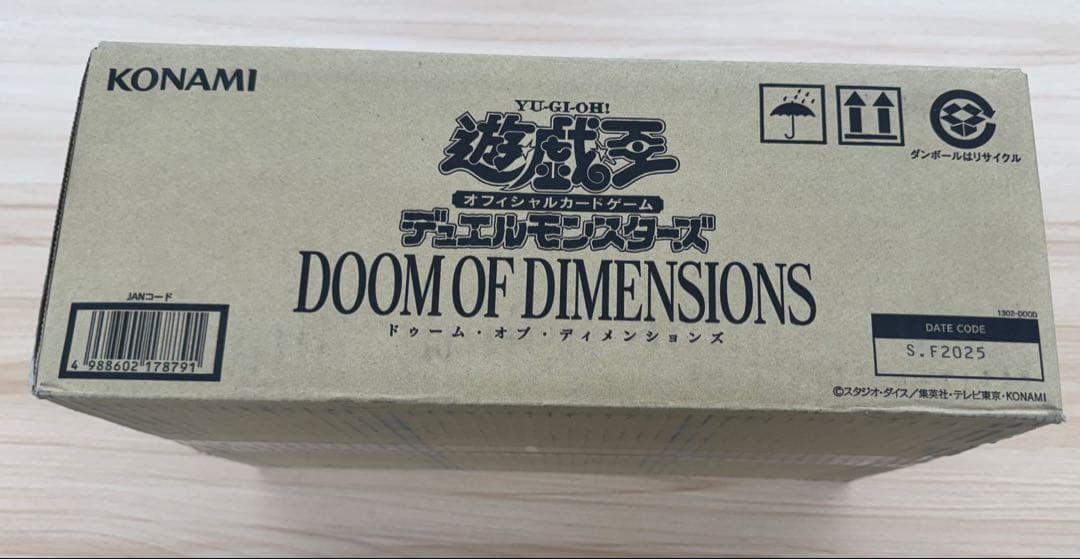 KONAMI
YU-GI-OH!
遊戯王
オフィシャルカードゲーム
デュエルモンスターズ
DOOM OF DIMENSIONS
ドゥーム・オブ・ディメンションズ
ダンボールはリサイクル
JANコード
4 988602 178791
1302-D00D
DATE CODE
S.F2025
©スタジオ・ダイス/集英社・テレビ東京・KONAMI